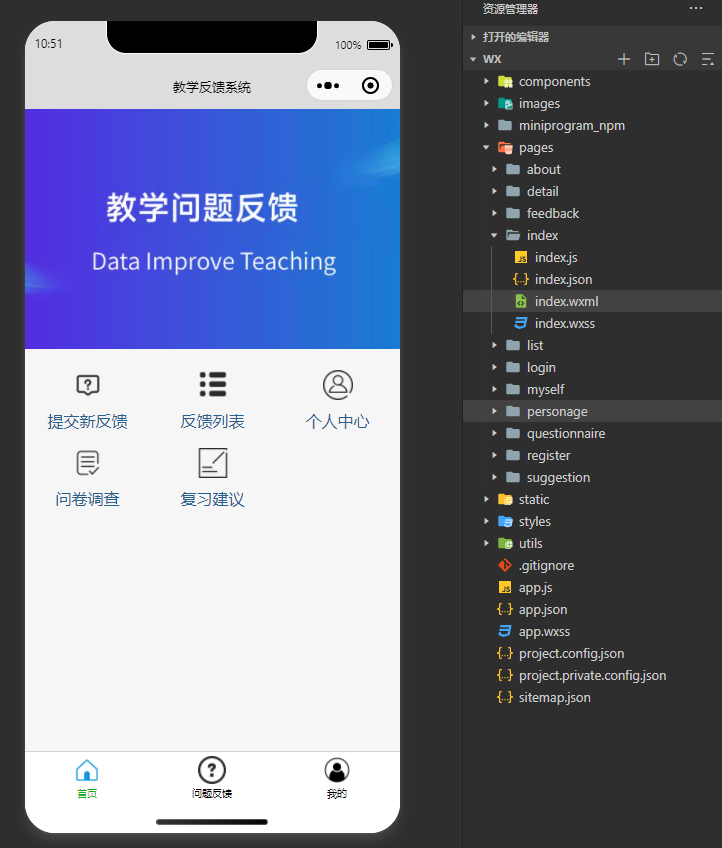 10:51
100%
教学反馈系统
教学问题反馈
Data Improve Teaching
提交新反馈
反馈列表
个人中心
问卷调查
复习建议
首页
问题反馈
我的
资源管理器
打开的编辑器
WX
components
images
miniprogram_npm
pages
about
detail
feedback
index
index.js
index.json
index.wxml
index.wxss
list
login
myself
personage
questionnaire
register
suggestion
static
styles
utils
.gitignore
app.js
app.json
app.wxss
project.config.json
project.private.config.json
sitemap.json